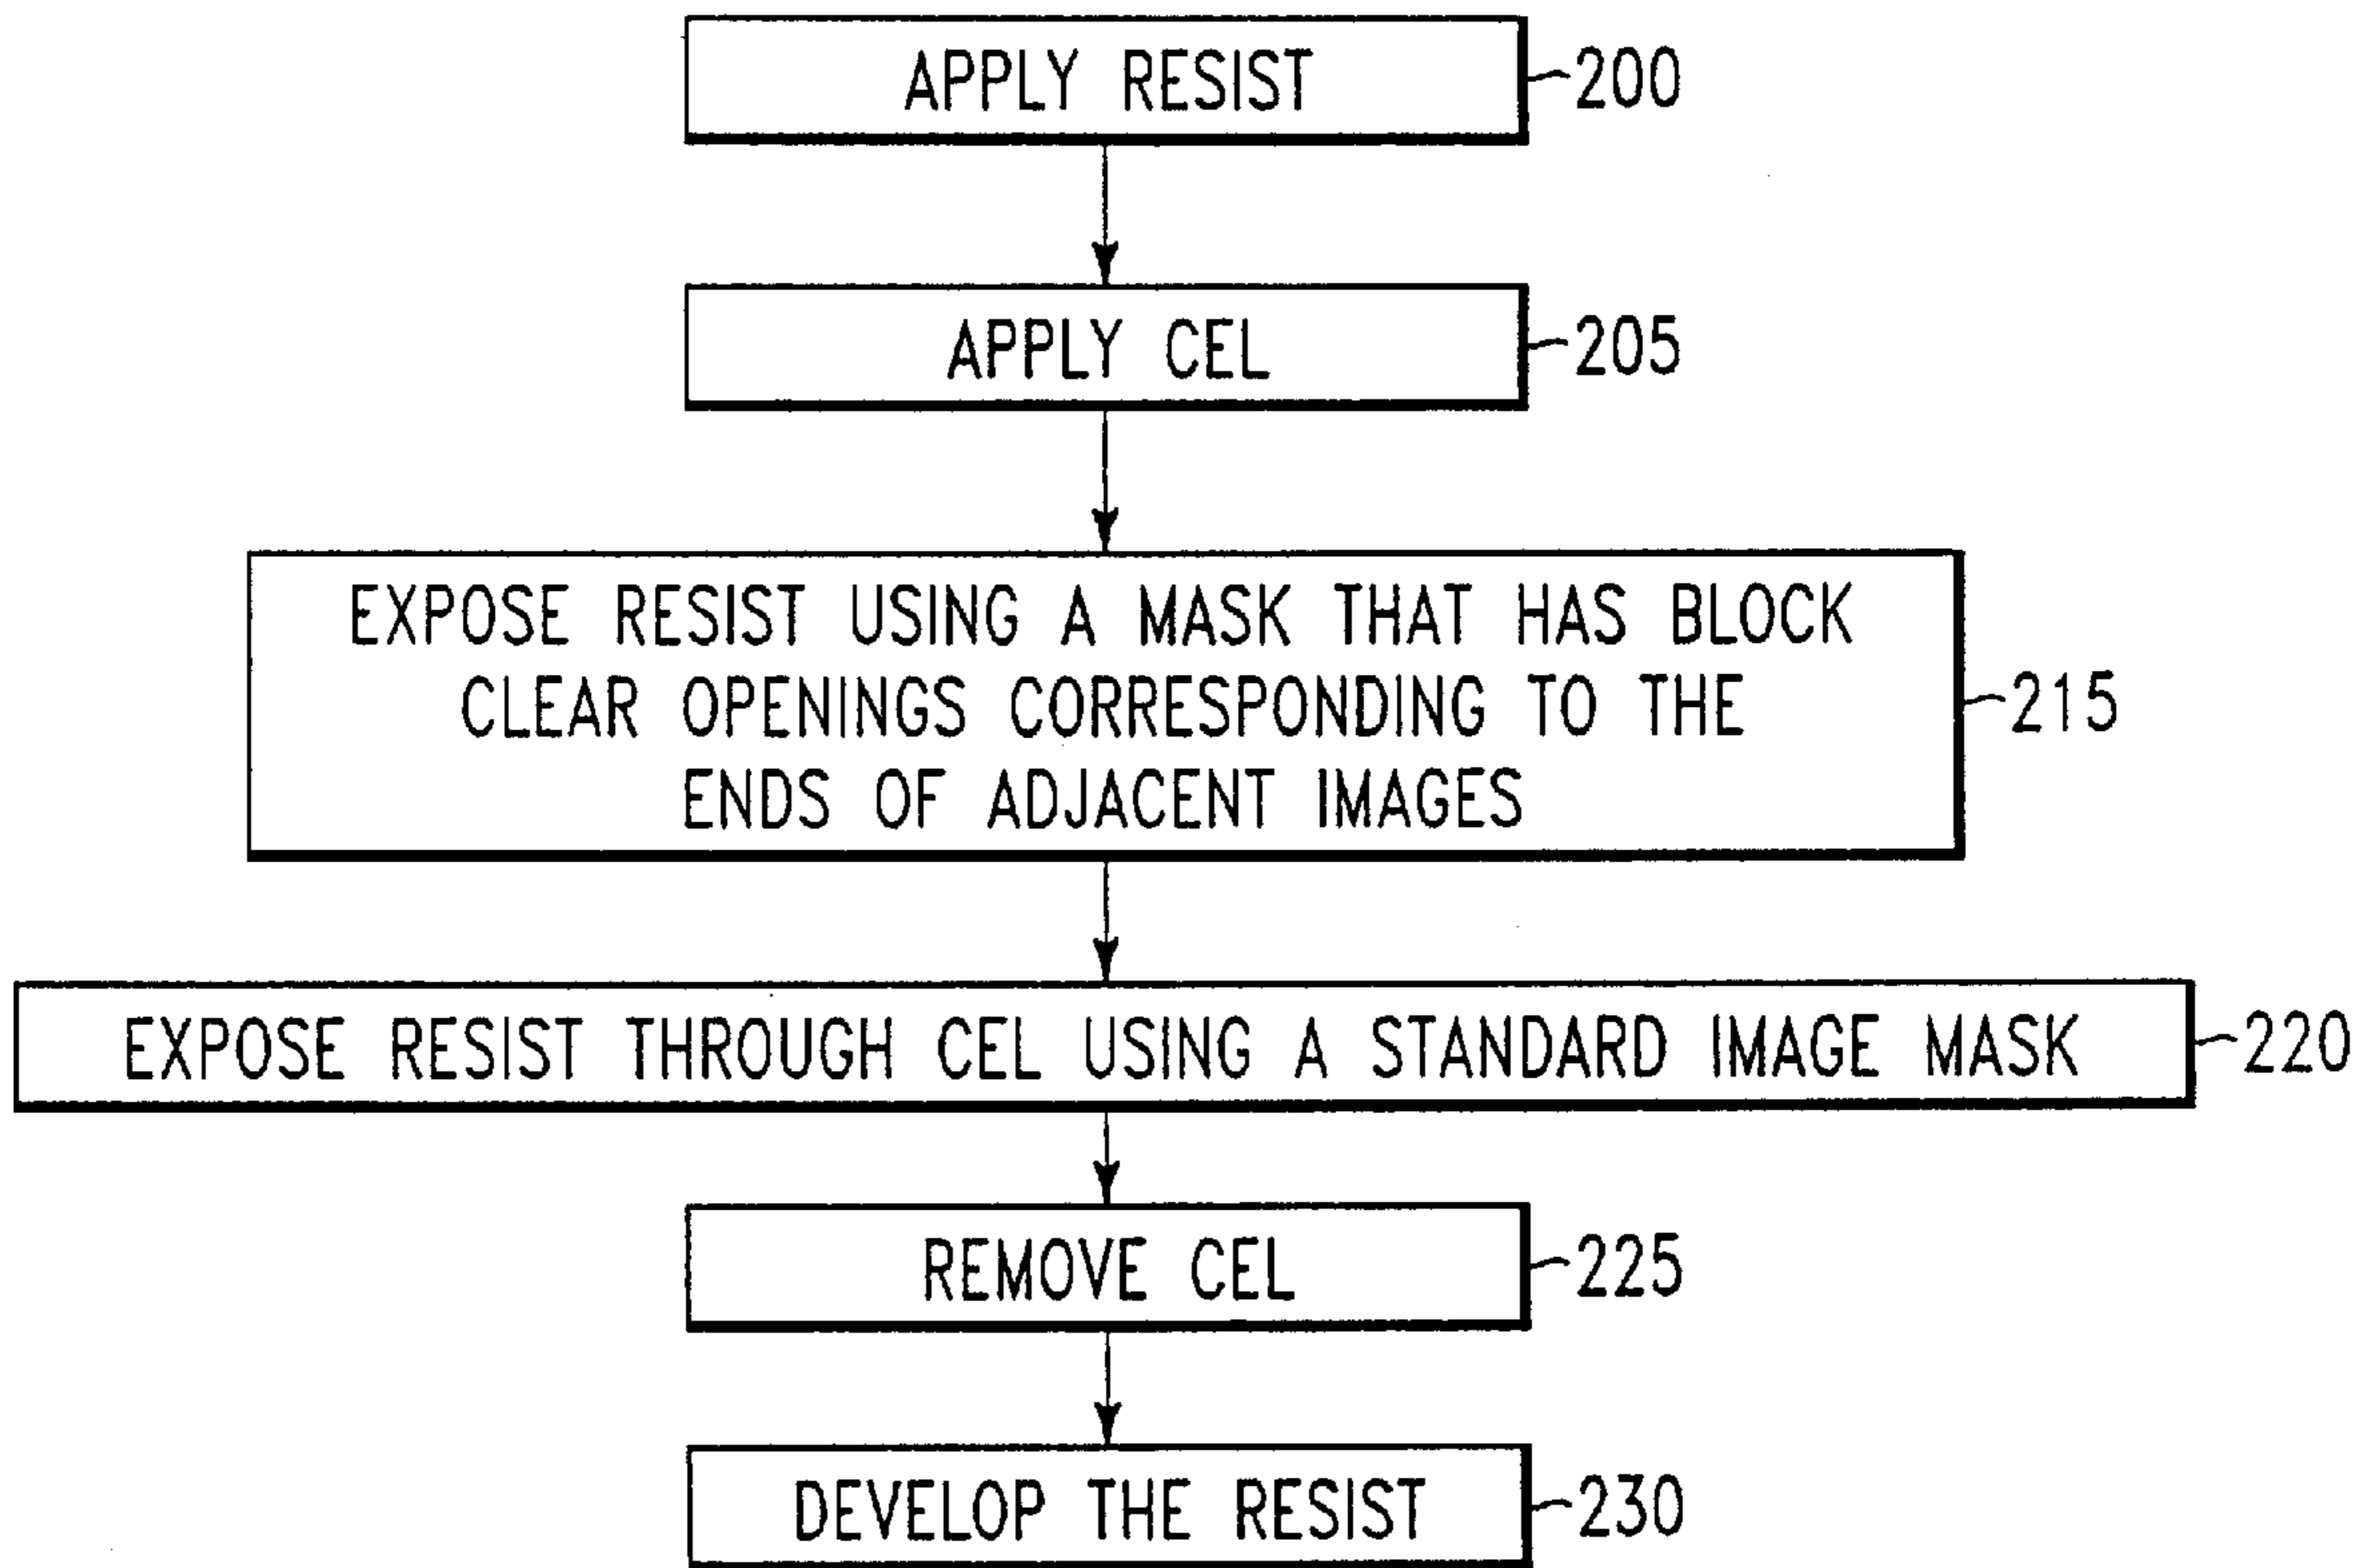 APPLY RESIST 200
APPLY CEL 205
EXPOSE RESIST USING A MASK THAT HAS BLOCK
CLEAR OPENINGS CORRESPONDING TO THE 215
ENDS OF ADJACENT IMAGES
EXPOSE RESIST THROUGH CEL USING A STANDARD IMAGE MASK 220
REMOVE CEL 225
DEVELOP THE RESIST 230